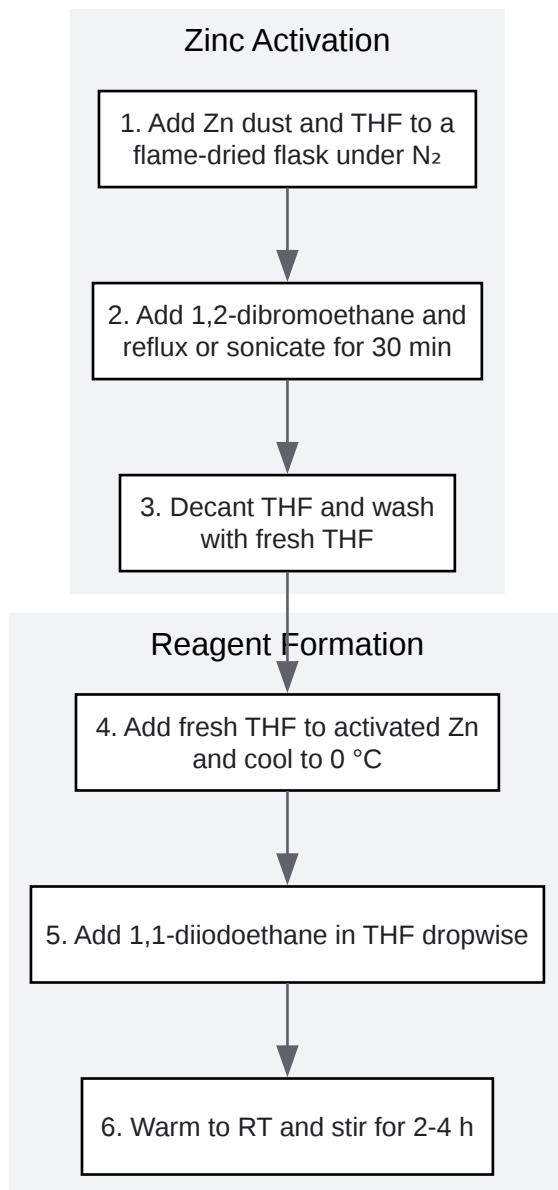 Zinc Activation
1. Add Zn dust and THF to a
flame-dried flask under N₂
2. Add 1,2-dibromoethane and
reflux or sonicate for 30 min
3. Decant THF and wash
with fresh THF
Reagent Formation
4. Add fresh THF to activated Zn
and cool to 0 °C
5. Add 1,1-diiodoethane in THF dropwise
6. Warm to RT and stir for 2-4 h